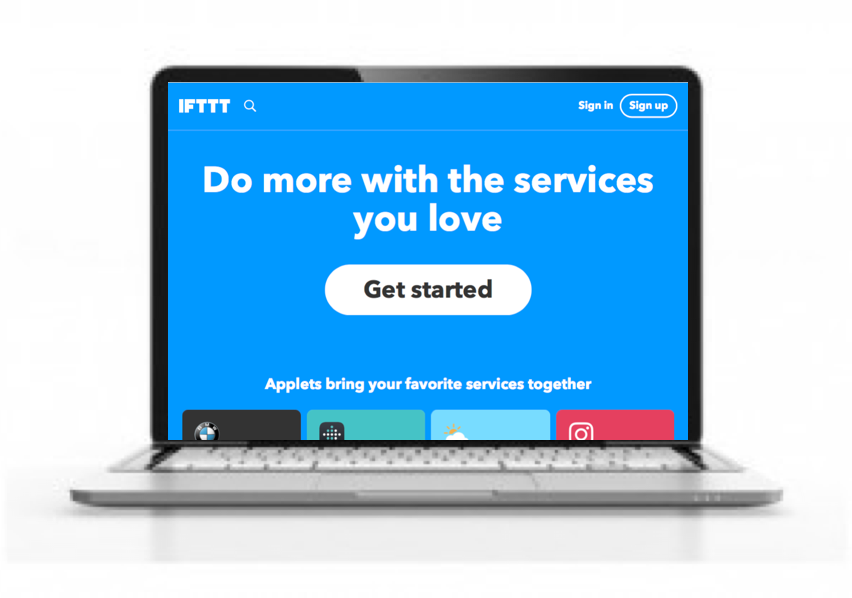 IFTTT
Sign in
Sign up
Do more with the services
you love
Get started
Applets bring your favorite services together